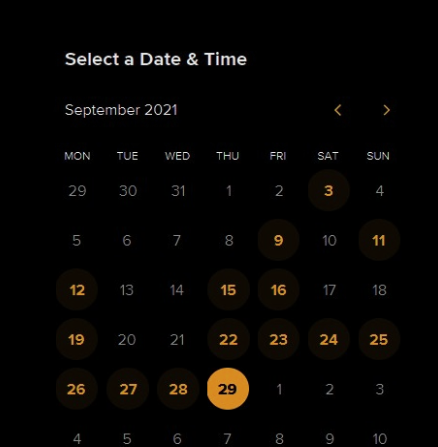 Select a Date & Time
September 2021
MON TUE WED THU FRI SAT SUN
29 30 31 1 2 3 4
5 6 7 8 9 10 11
12 13 14 15 16 17 18
19 20 21 22 23 24 25
26 27 28 29 1 2 3
4 5 6 7 8 9 10